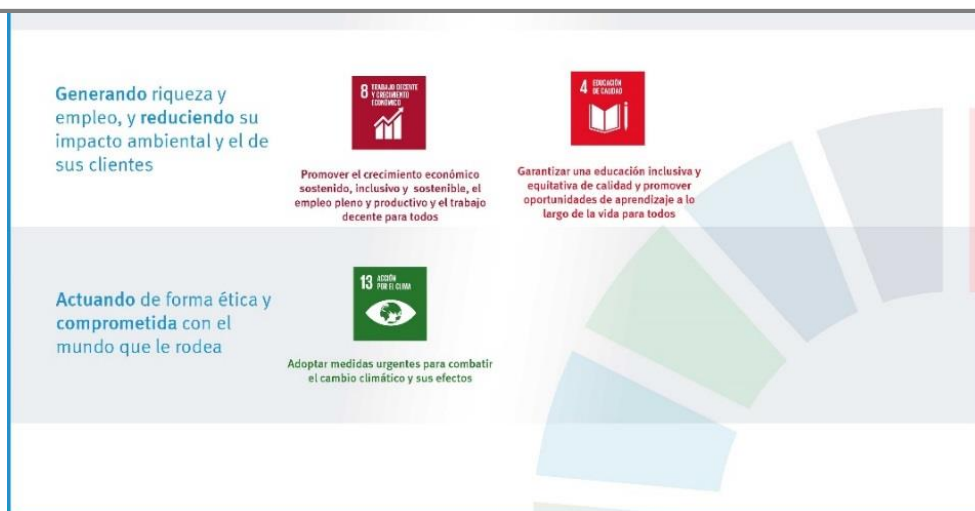 Generando riqueza y
empleo, y reduciendo su
impacto ambiental y el de
sus clientes
8 TRABAJO DECENTE
Y CRECIMIENTO
ECONÓMICO
Promover el crecimiento económico
sostenido, inclusivo y sostenible, el
empleo pleno y productivo y el trabajo
decente para todos
4 EDUCACIÓN
DE CALIDAD
Garantizar una educación inclusiva y
equitativa de calidad y promover
oportunidades de aprendizaje a lo
largo de la vida para todos
Actuando de forma ética y
comprometida con el
mundo que le rodea
13 ACCIÓN
POR EL CLIMA
Adoptar medidas urgentes para combatir
el cambio climático y sus efectos